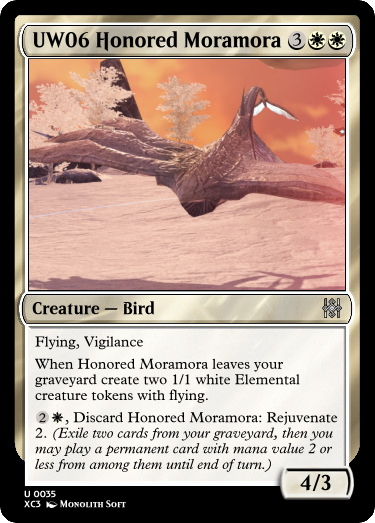 UW06 Honored Moramora 3
Creature — Bird
Flying, Vigilance
When Honored Moramora leaves your
graveyard create two 1/1 white Elemental
creature tokens with flying.
2, Discard Honored Moramora: Rejuvenate
2. (Exile two cards from your graveyard, then you
may play a permanent card with mana value 2 or
less from among them until end of turn.)
4/3
U 0035
XC3 Monolith Soft